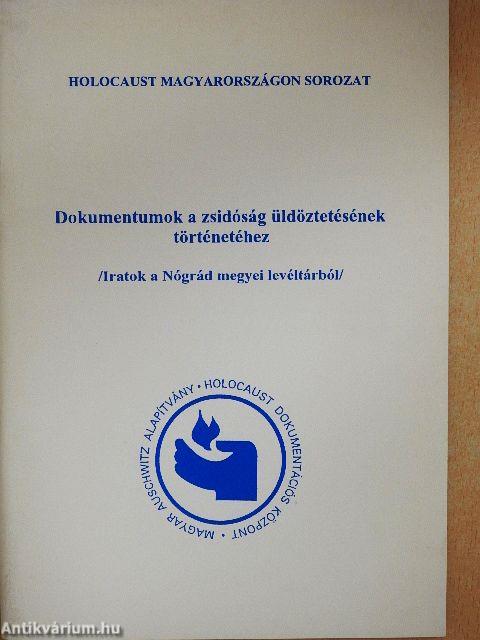 HOLOCAUST MAGYARORSZÁGON SOROZAT
Dokumentumok a zsidóság üldöztetésének
történetéhez
/Iratok a Nógrád megyei levéltárból/
MAGYAR AUSCHWITZ ALAPÍTVÁNY • HOLOCAUST DOKUMENTÁCIÓS KÖZPONT •
Antikvárium.hu